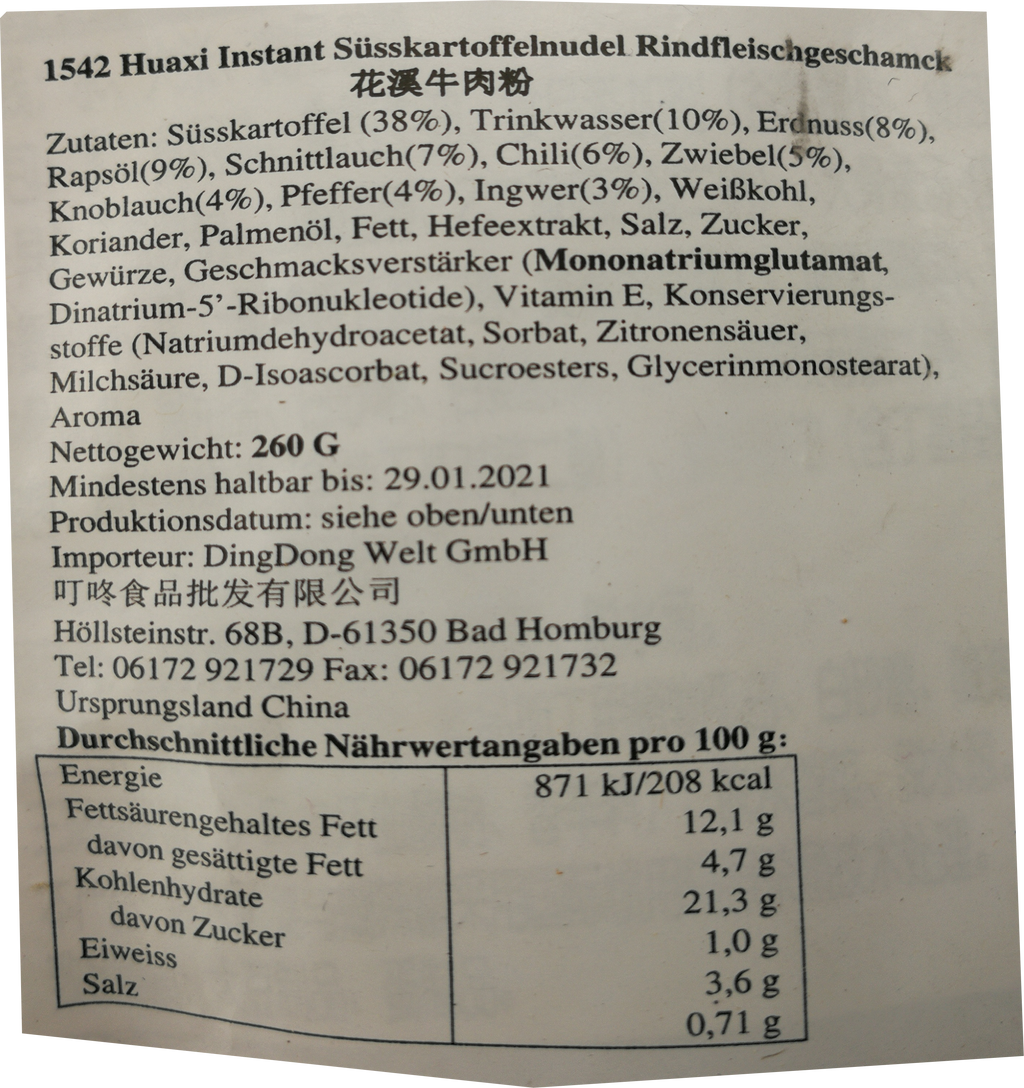 1542 Huaxi Instant Süsskartoffelnudel Rindfleischgeschamck
花溪牛肉粉
Zutaten: Süsskartoffel (38%), Trinkwasser(10%), Erdnuss(8%),
Rapsöl(9%), Schnittlauch(7%), Chili(6%), Zwiebel(5%),
Knoblauch(4%), Pfeffer(4%), Ingwer(3%), Weißkohl,
Koriander, Palmenöl, Fett, Hefeextrakt, Salz, Zucker,
Gewürze, Geschmacksverstärker (Mononatriumglutamat,
Dinatrium-5’-Ribonukleotide), Vitamin E, Konservierungs-
stoffe (Natriumdehydroacetat, Sorbat, Zitronensäuer,
Milchsäure, D-Isoascorbat, Sucroesters, Glycerinmonostearat),
Aroma
Nettogewicht: 260 G
Mindestens haltbar bis: 29.01.2021
Produktionsdatum: siehe oben/unten
Importeur: DingDong Welt GmbH
叮咚食品批发有限公司
Höllsteinstr. 68B, D-61350 Bad Homburg
Tel: 06172 921729 Fax: 06172 921732
Ursprungsland China
Durchschnittliche Nährwertangaben pro 100 g:
Energie 871 kJ/208 kcal
Fettsäurengehaltes Fett 12,1 g
davon gesättigte Fett 4,7 g
Kohlenhydrate 21,3 g
davon Zucker 1,0 g
Eiweiss 3,6 g
Salz 0,71 g